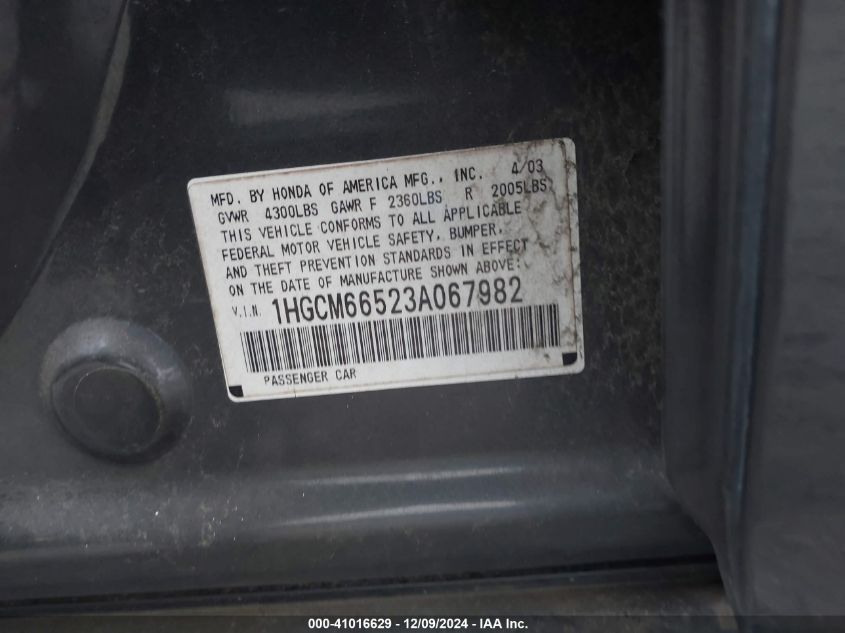 MFD. BY HONDA OF AMERICA MFG., INC. 4/03
GVWR 4300LBS GAWR F 2360LBS R 2005LBS
THIS VEHICLE CONFORMS TO ALL APPLICABLE
FEDERAL MOTOR VEHICLE SAFETY, BUMPER,
AND THEFT PREVENTION STANDARDS IN EFFECT
ON THE DATE OF MANUFACTURE SHOWN ABOVE:
V.I.N. 1HGCM66523A067982
PASSENGER CAR
000-41016629 - 12/09/2024 - IAA Inc.